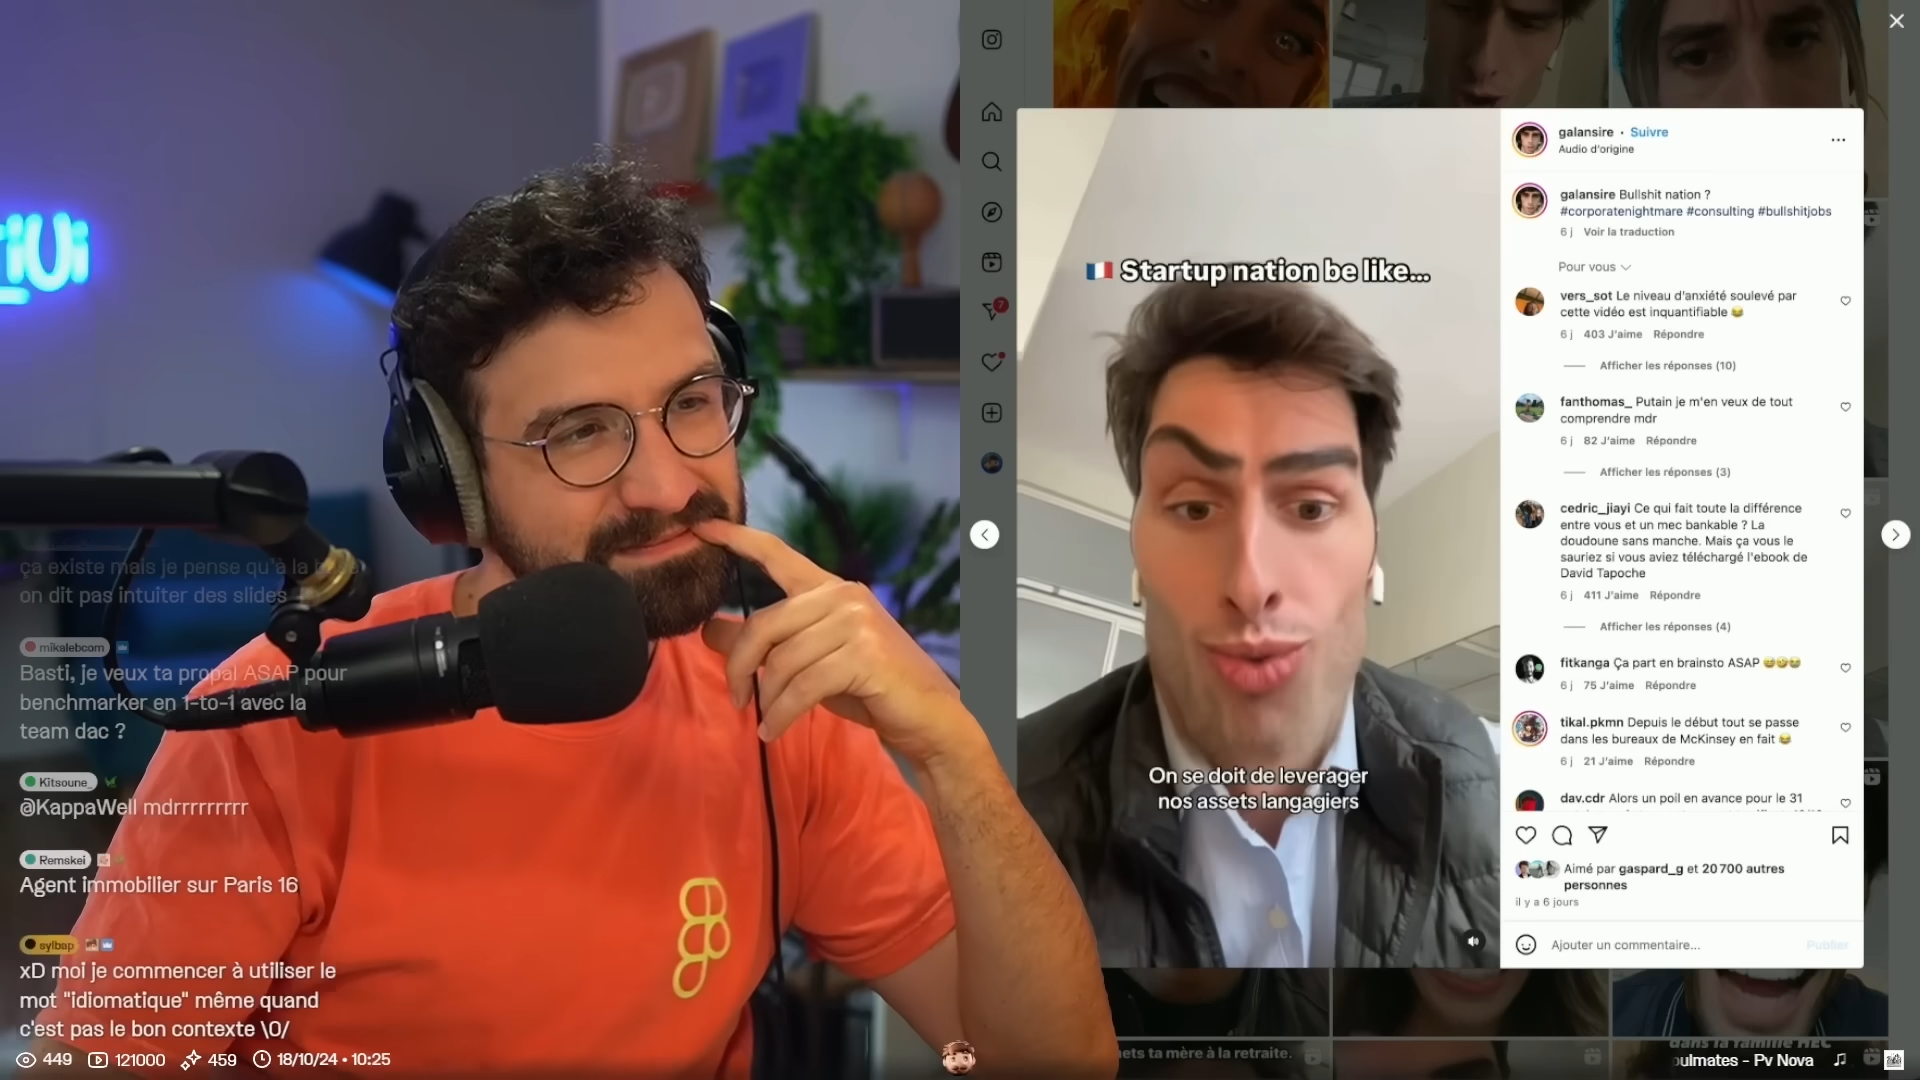 on dit pas intuiter des slides
mikalebcom
Basti, je veux ta propal ASAP pour
benchmarker en 1-to-1 avec la
team dac ?
Kitsoune_
@KappaWell mdrrrrrrrrr
Remskei
Agent immobilier sur Paris 16
sylbap
xD moi je commencer à utiliser le
mot "idiomatique" même quand
c'est pas le bon contexte \O/
449 121000 459 18/10/24 • 10:25
7
🇫🇷 Startup nation be like...
On se doit de leverager
nos assets langagiers
galansire • Suivre
Audio d'origine
galansire Bullshit nation ?
#corporatenightmare #consulting #bullshitjobs
6 j Voir la traduction
Pour vous
vers_sot Le niveau d'anxiété soulevé par
cette vidéo est inquantifiable 😂
6 j 403 J'aime Répondre
Afficher les réponses (10)
fanthomas_ Putain je m'en veux de tout
comprendre mdr
6 j 82 J'aime Répondre
Afficher les réponses (3)
cedric_jiayi Ce qui fait toute la différence
entre vous et un mec bankable ? La
doudoune sans manche. Mais ça vous le
sauriez si vous aviez téléchargé l'ebook de
David Tapoche
6 j 411 J'aime Répondre
Afficher les réponses (4)
fitkanga Ça part en brainsto ASAP 😅🤣😂
6 j 75 J'aime Répondre
tikal.pkmn Depuis le début tout se passe
dans les bureaux de McKinsey en fait 😂
6 j 21 J'aime Répondre
dav.cdr Alors un poil en avance pour le 31
Aimé par gaspard_g et 20 700 autres
personnes
il y a 6 jours
Ajouter un commentaire...
Publier
ets ta mère à la retraite.
dans la famille HEC
oulmates - Pv Nova